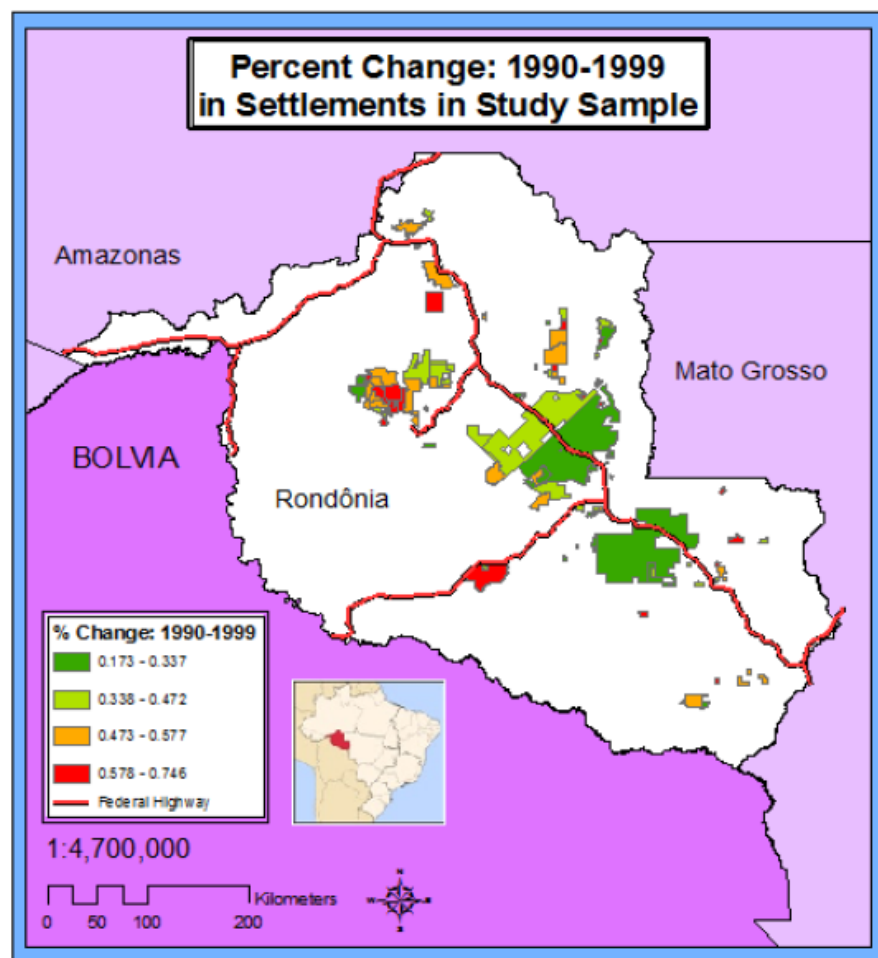 Percent Change: 1990-1999
in Settlements in Study Sample
Amazonas
Mato Grosso
BOLVIA
Rondônia
% Change: 1990-1999
0.173 - 0.337
0.338 - 0.472
0.473 - 0.577
0.578 - 0.746
Federal Highway
1:4,700,000
Kilometers
0 50 100 200
N
W E
S